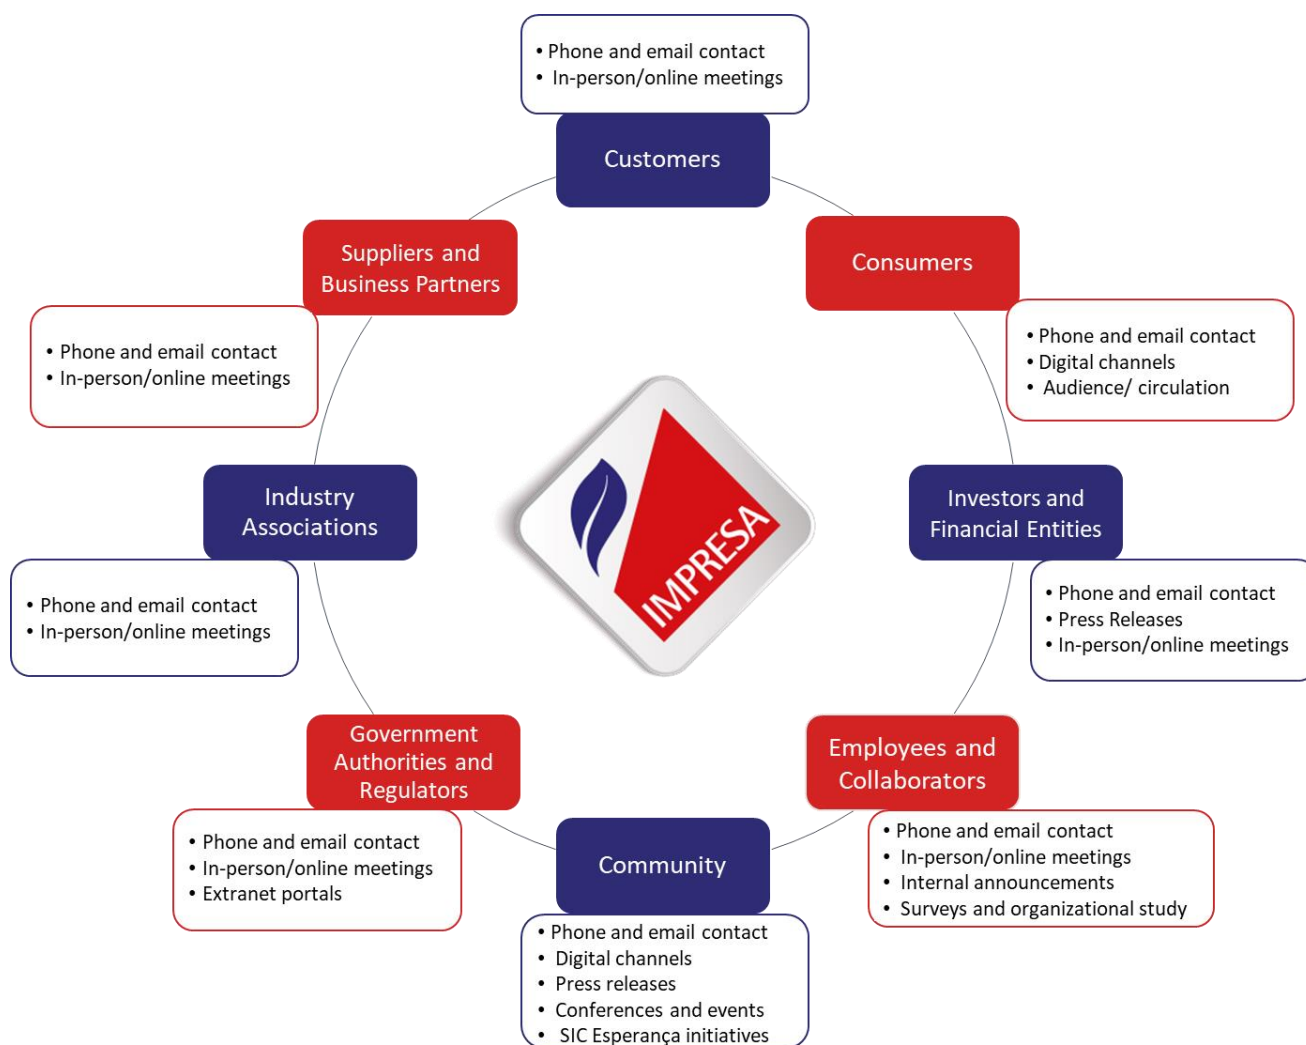 • Phone and email contact
• In-person/online meetings
Customers
Suppliers and
Business Partners
• Phone and email contact
• In-person/online meetings
Consumers
• Phone and email contact
• Digital channels
• Audience/ circulation
Industry
Associations
• Phone and email contact
• In-person/online meetings
IMPRESA
Investors and
Financial Entities
• Phone and email contact
• Press Releases
• In-person/online meetings
Government
Authorities and
Regulators
• Phone and email contact
• In-person/online meetings
• Extranet portals
Employees and
Collaborators
• Phone and email contact
• In-person/online meetings
• Internal announcements
• Surveys and organizational study
Community
• Phone and email contact
• Digital channels
• Press releases
• Conferences and events
• SIC Esperança initiatives